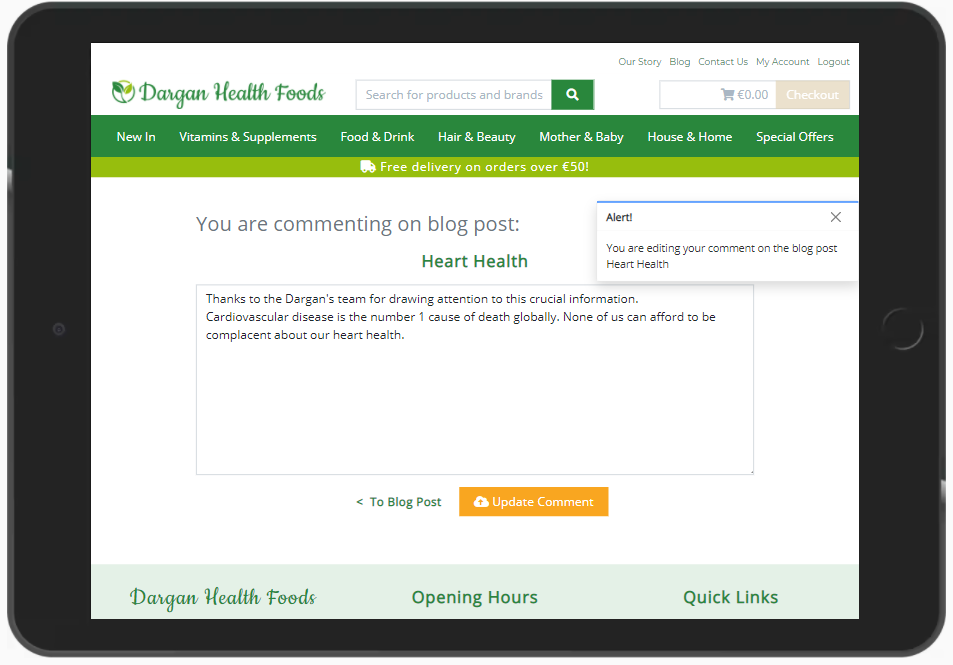 Our Story Blog Contact Us My Account Logout
Dargan Health Foods
Search for products and brands
€0.00
Checkout
New In Vitamins & Supplements Food & Drink Hair & Beauty Mother & Baby House & Home Special Offers
Free delivery on orders over €50!
You are commenting on blog post:
Heart Health
Alert!
You are editing your comment on the blog post
Heart Health
Thanks to the Dargan's team for drawing attention to this crucial information.
Cardiovascular disease is the number 1 cause of death globally. None of us can afford to be
complacent about our heart health.
< To Blog Post
Update Comment
Dargan Health Foods
Opening Hours
Quick Links